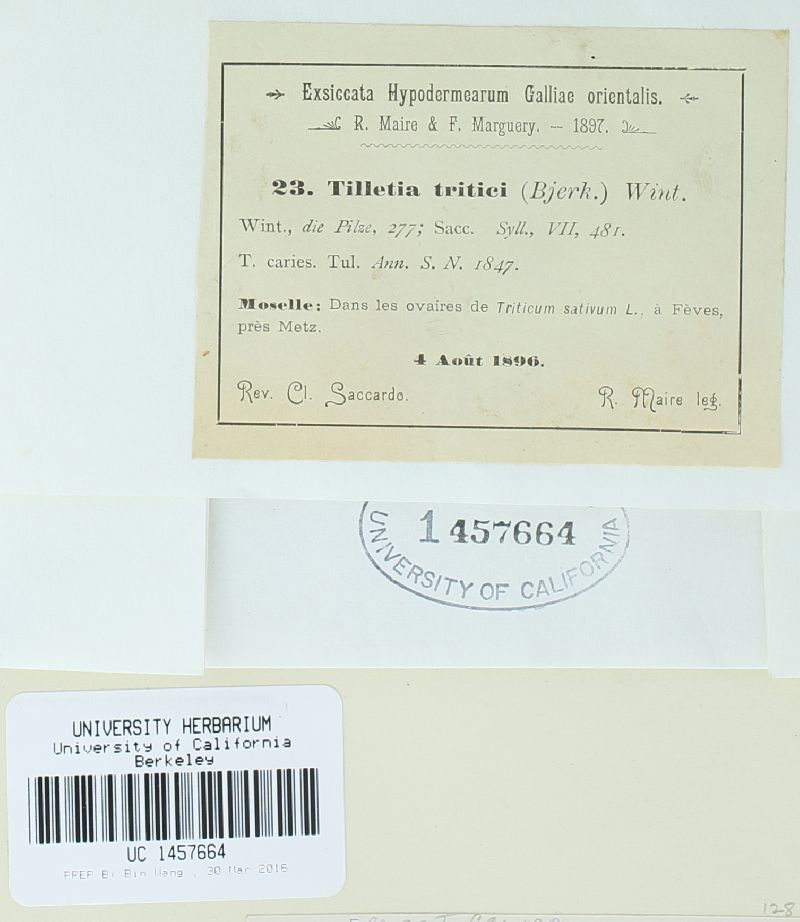 Exsiccata Hypodermearum Galliae orientalis.
R. Maire & F. Marguery. — 1897.
23. Tilletia tritici (Bjerk.) Wint.
Wint., die Pilze, 277; Sacc. Syll., VII, 481.
T. caries. Tul. Ann. S. N. 1847.
Moselle: Dans les ovaires de Triticum sativum L., à Fèves,
près Metz.
4 Août 1896.
Rev. Cl. Saccardo. R. Maire leg.
1457664
UNIVERSITY OF CALIFORNIA
UNIVERSITY HERBARIUM
University of California
Berkeley
UC 1457664
PREP Bi Bin Wang , 30 Mar 2016
128